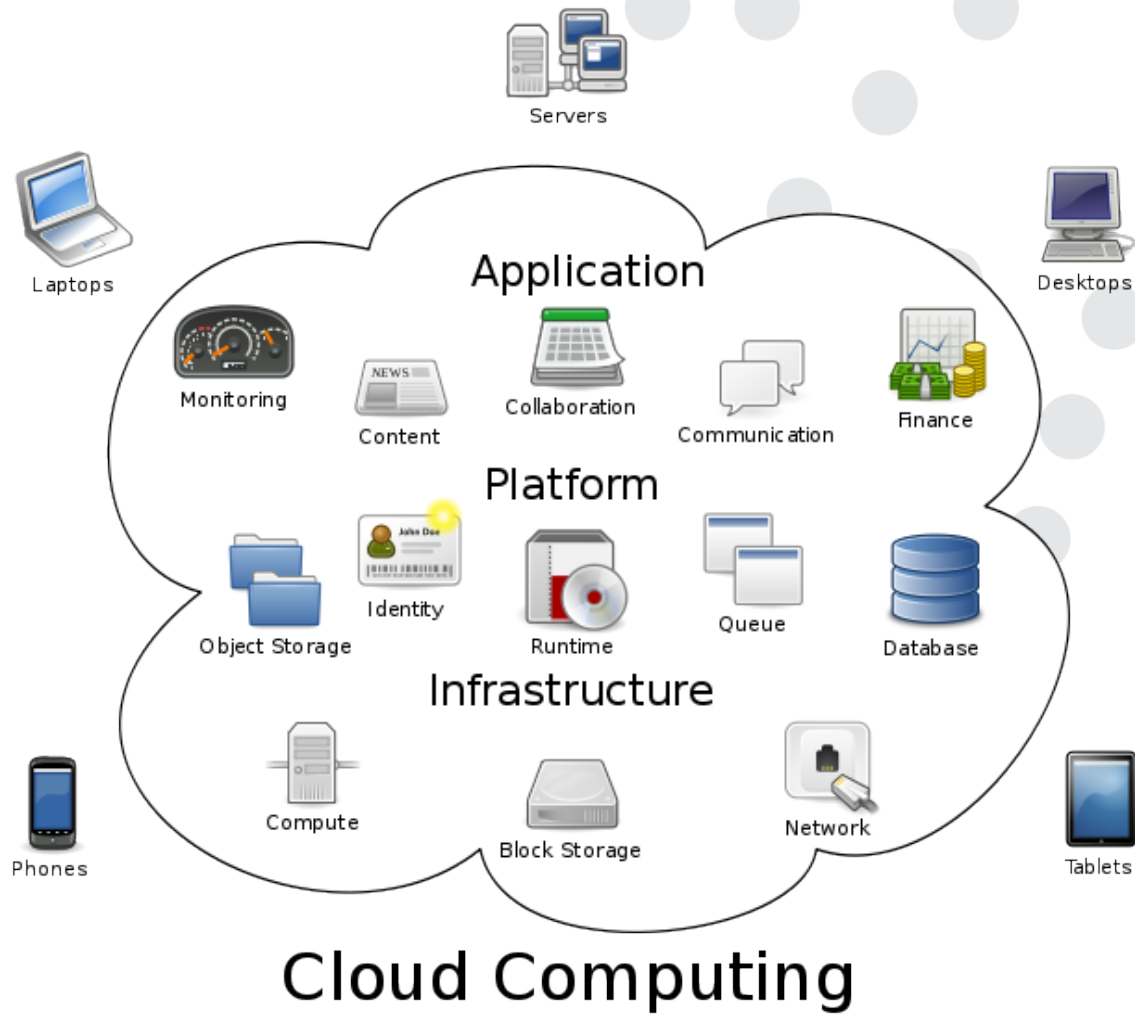 Servers
Laptops
Desktops
Application
Monitoring
NEWS
Content
Collaboration
Communication
Finance
Platform
John Doe
Object Storage
Identity
Runtime
Queue
Database
Infrastructure
Compute
Block Storage
Network
Phones
Tablets
Cloud Computing